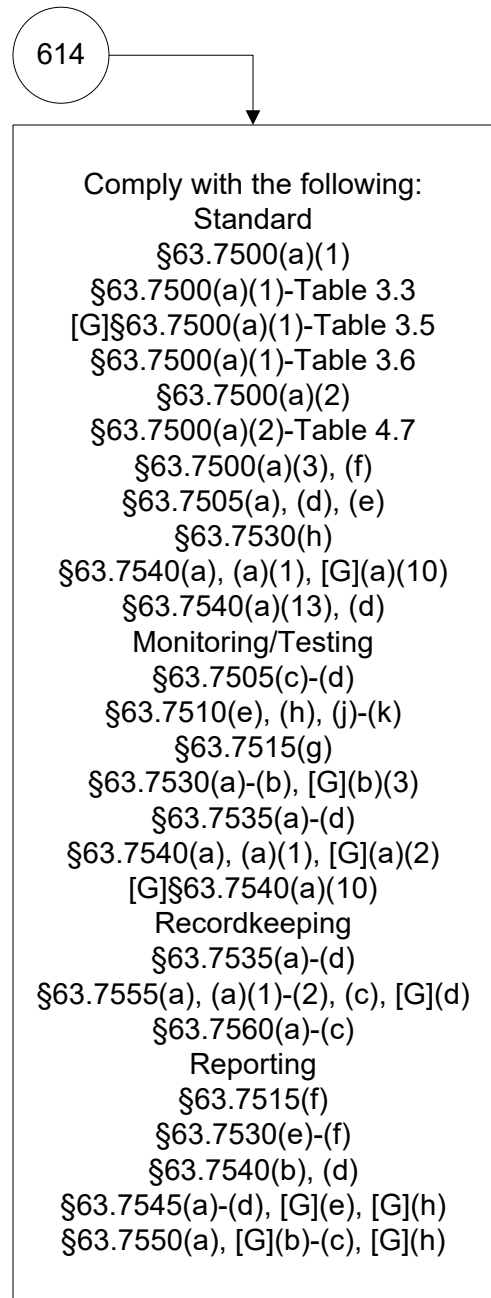 614
Comply with the following:
Standard
§63.7500(a)(1)
§63.7500(a)(1)-Table 3.3
[G]§63.7500(a)(1)-Table 3.5
§63.7500(a)(1)-Table 3.6
§63.7500(a)(2)
§63.7500(a)(2)-Table 4.7
§63.7500(a)(3), (f)
§63.7505(a), (d), (e)
§63.7530(h)
§63.7540(a), (a)(1), [G](a)(10)
§63.7540(a)(13), (d)
Monitoring/Testing
§63.7505(c)-(d)
§63.7510(e), (h), (j)-(k)
§63.7515(g)
§63.7530(a)-(b), [G](b)(3)
§63.7535(a)-(d)
§63.7540(a), (a)(1), [G](a)(2)
[G]§63.7540(a)(10)
Recordkeeping
§63.7535(a)-(d)
§63.7555(a), (a)(1)-(2), (c), [G](d)
§63.7560(a)-(c)
Reporting
§63.7515(f)
§63.7530(e)-(f)
§63.7540(b), (d)
§63.7545(a)-(d), [G](e), [G](h)
§63.7550(a), [G](b)-(c), [G](h)